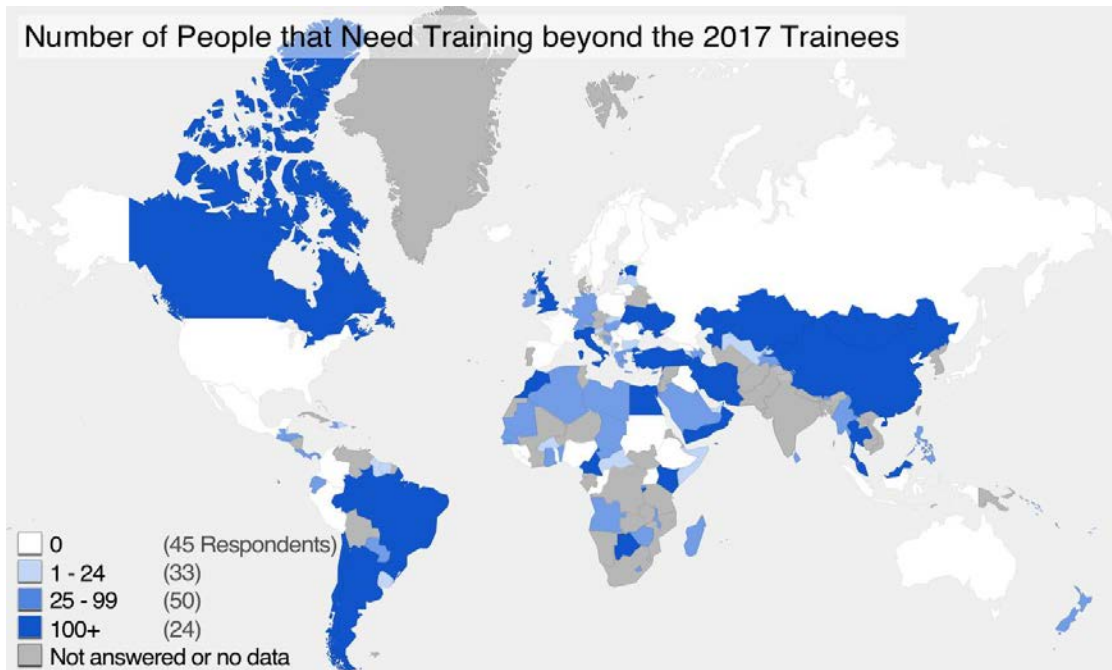 Number of People that Need Training beyond the 2017 Trainees
0 (45 Respondents)
1 - 24 (33)
25 - 99 (50)
100+ (24)
Not answered or no data